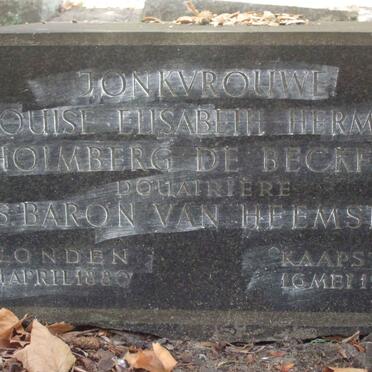 JONKVROUWE
OUISE ELISABETH HERM
HOLMBERG DE BECKF
DOUAIRIÈRE
S BARON VAN HEEMS
LONDEN KAAPS
APRIL 1880 16 MEI 1